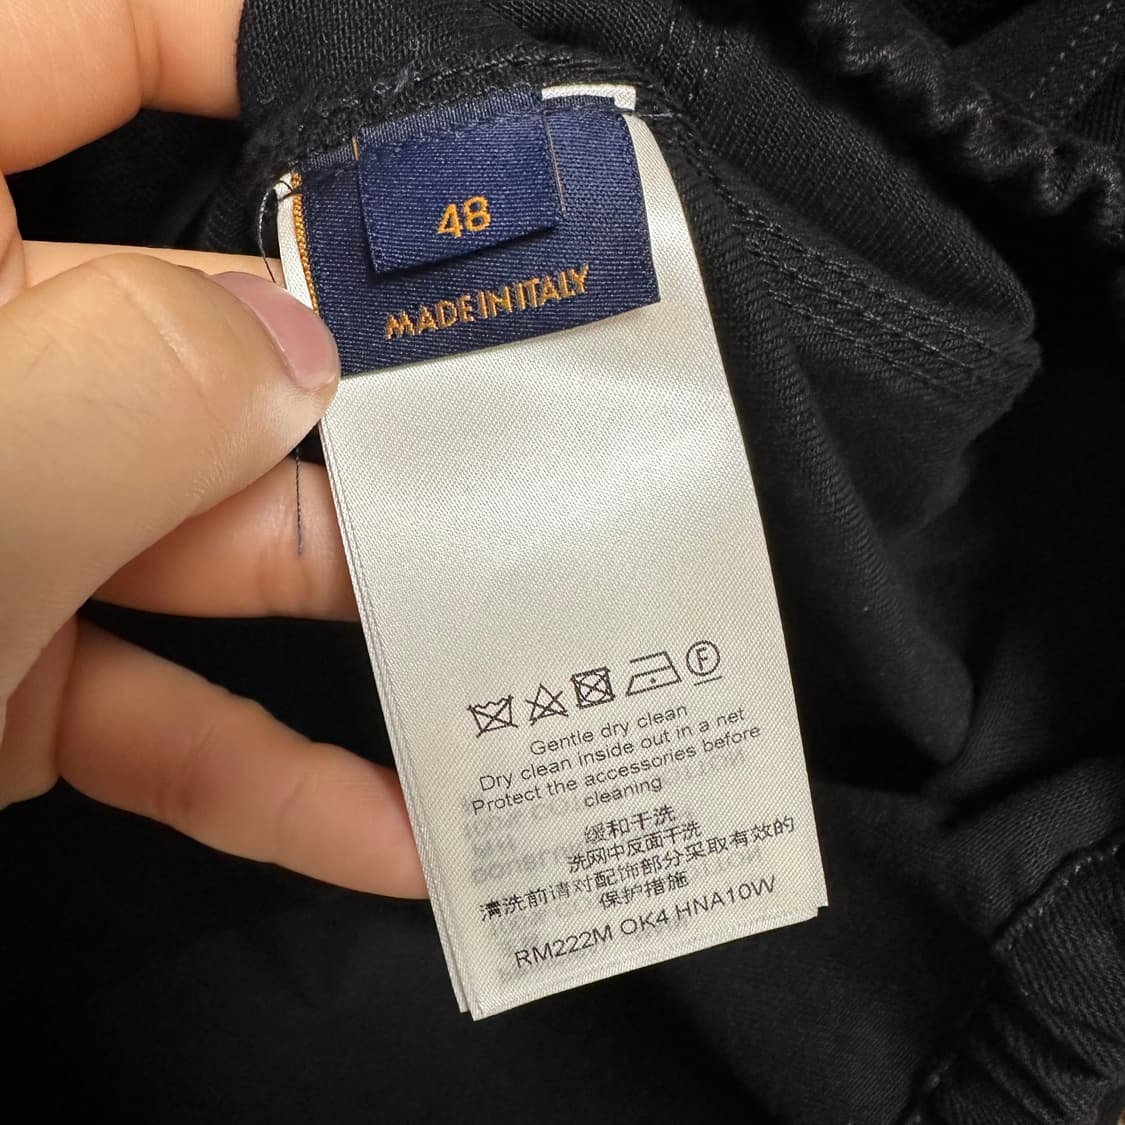 48
MADE IN ITALY
F
Gentle dry clean
Dry clean inside out in a net
Protect the accessories before
cleaning
缓和干洗
洗网中反面干洗
清洗前请对配饰部分采取有效的
保护措施
RM222M OK4 HNA10W